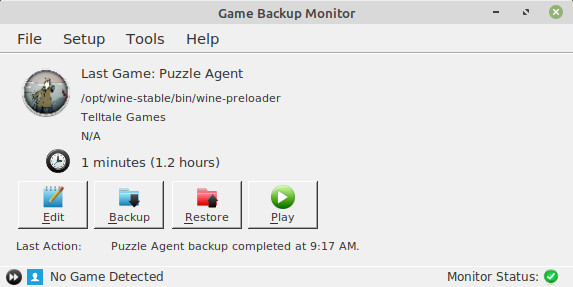 Game Backup Monitor
File Setup Tools Help
Last Game: Puzzle Agent
/opt/wine-stable/bin/wine-preloader
Telltale Games
N/A
1 minutes (1.2 hours)
Edit Backup Restore Play
Last Action: Puzzle Agent backup completed at 9:17 AM.
No Game Detected Monitor Status: